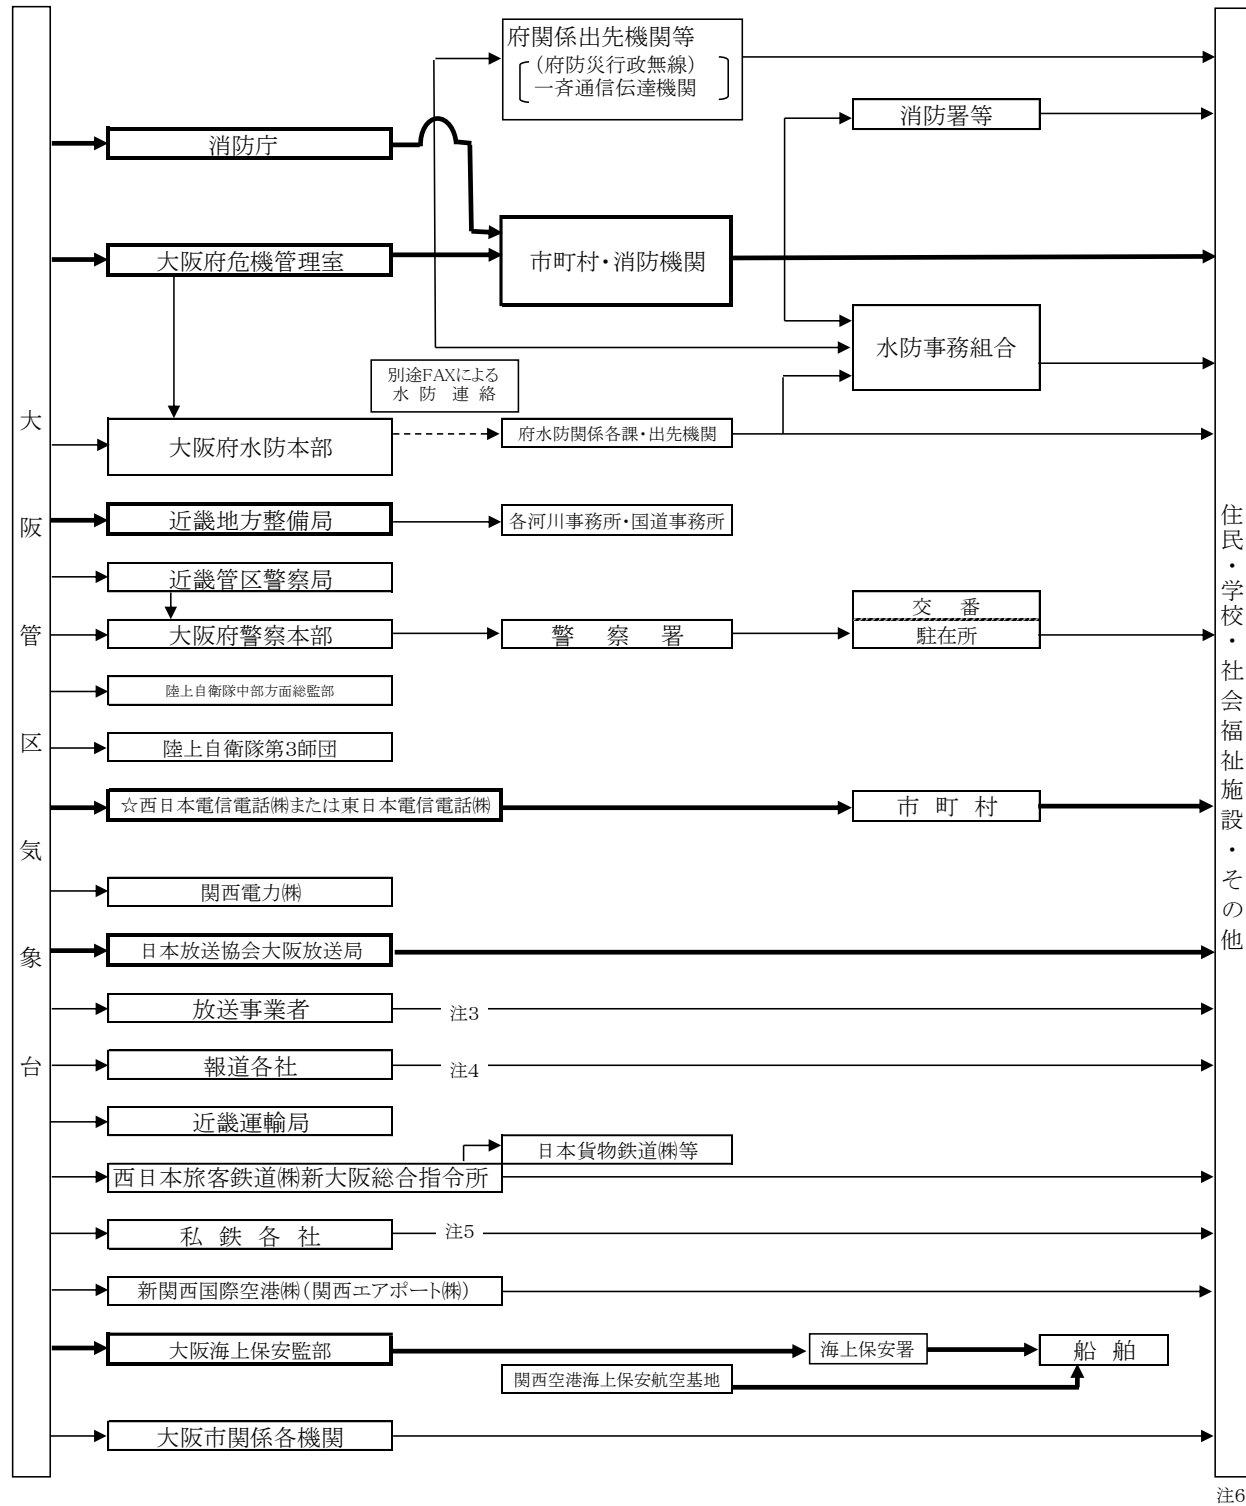 大阪管区気象台
府関係出先機関等
(府防災行政無線)
一斉通信伝達機関
消防署等
消防庁
大阪府危機管理室
市町村・消防機関
水防事務組合
別途FAXによる
水 防 連 絡
大阪府水防本部
府水防関係各課・出先機関
近畿地方整備局
各河川事務所・国道事務所
近畿管区警察局
大阪府警察本部
警 察 署
交 番
駐在所
陸上自衛隊中部方面総監部
陸上自衛隊第3師団
☆西日本電信電話㈱または東日本電信電話㈱
市 町 村
関西電力㈱
日本放送協会大阪放送局
放送事業者
注3
報道各社
注4
近畿運輸局
日本貨物鉄道㈱等
西日本旅客鉄道㈱新大阪総合指令所
私 鉄 各 社
注5
新関西国際空港㈱(関西エアポート㈱)
大阪海上保安監部
海上保安署
船 舶
関西空港海上保安航空基地
大阪市関係各機関
住民・学校・社会福祉施設・その他
注6